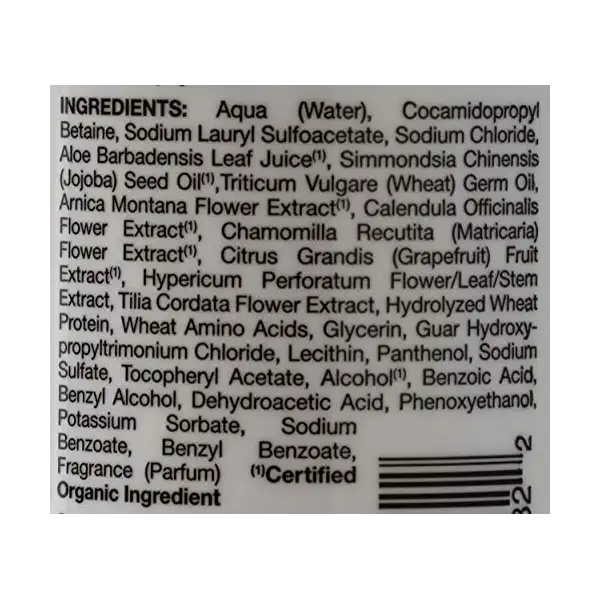 INGREDIENTS: Aqua (Water), Cocamidopropyl
Betaine, Sodium Lauryl Sulfoacetate, Sodium Chloride,
Aloe Barbadensis Leaf Juice⁽¹⁾, Simmondsia Chinensis
(Jojoba) Seed Oil⁽¹⁾,Triticum Vulgare (Wheat) Germ Oil,
Arnica Montana Flower Extract⁽¹⁾, Calendula Officinalis
Flower Extract⁽¹⁾, Chamomilla Recutita (Matricaria)
Flower Extract⁽¹⁾, Citrus Grandis (Grapefruit) Fruit
Extract⁽¹⁾, Hypericum Perforatum Flower/Leaf/Stem
Extract, Tilia Cordata Flower Extract, Hydrolyzed Wheat
Protein, Wheat Amino Acids, Glycerin, Guar Hydroxy-
propyltrimonium Chloride, Lecithin, Panthenol, Sodium
Sulfate, Tocopheryl Acetate, Alcohol⁽¹⁾, Benzoic Acid,
Benzyl Alcohol, Dehydroacetic Acid, Phenoxyethanol,
Potassium Sorbate, Sodium
Benzoate, Benzyl Benzoate,
Fragrance (Parfum) ⁽¹⁾Certified
Organic Ingredient
32 2